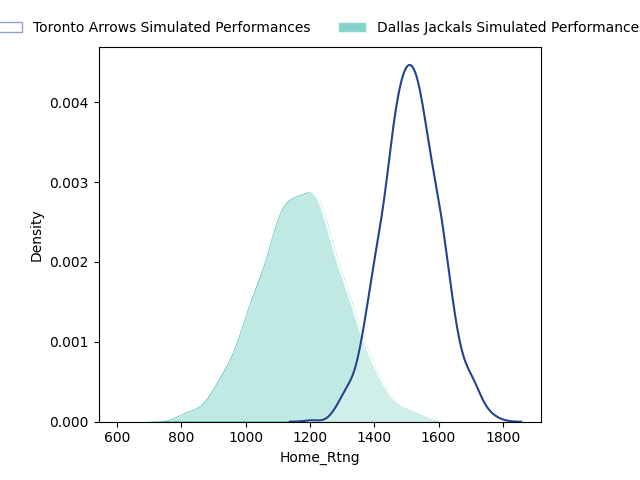 Toronto Arrows Simulated Performances Dallas Jackals Simulated Performance
0.004
0.003
Density
0.002
0.001
0.000
600 800 1000 1200 1400 1600 1800
Home_Rtng